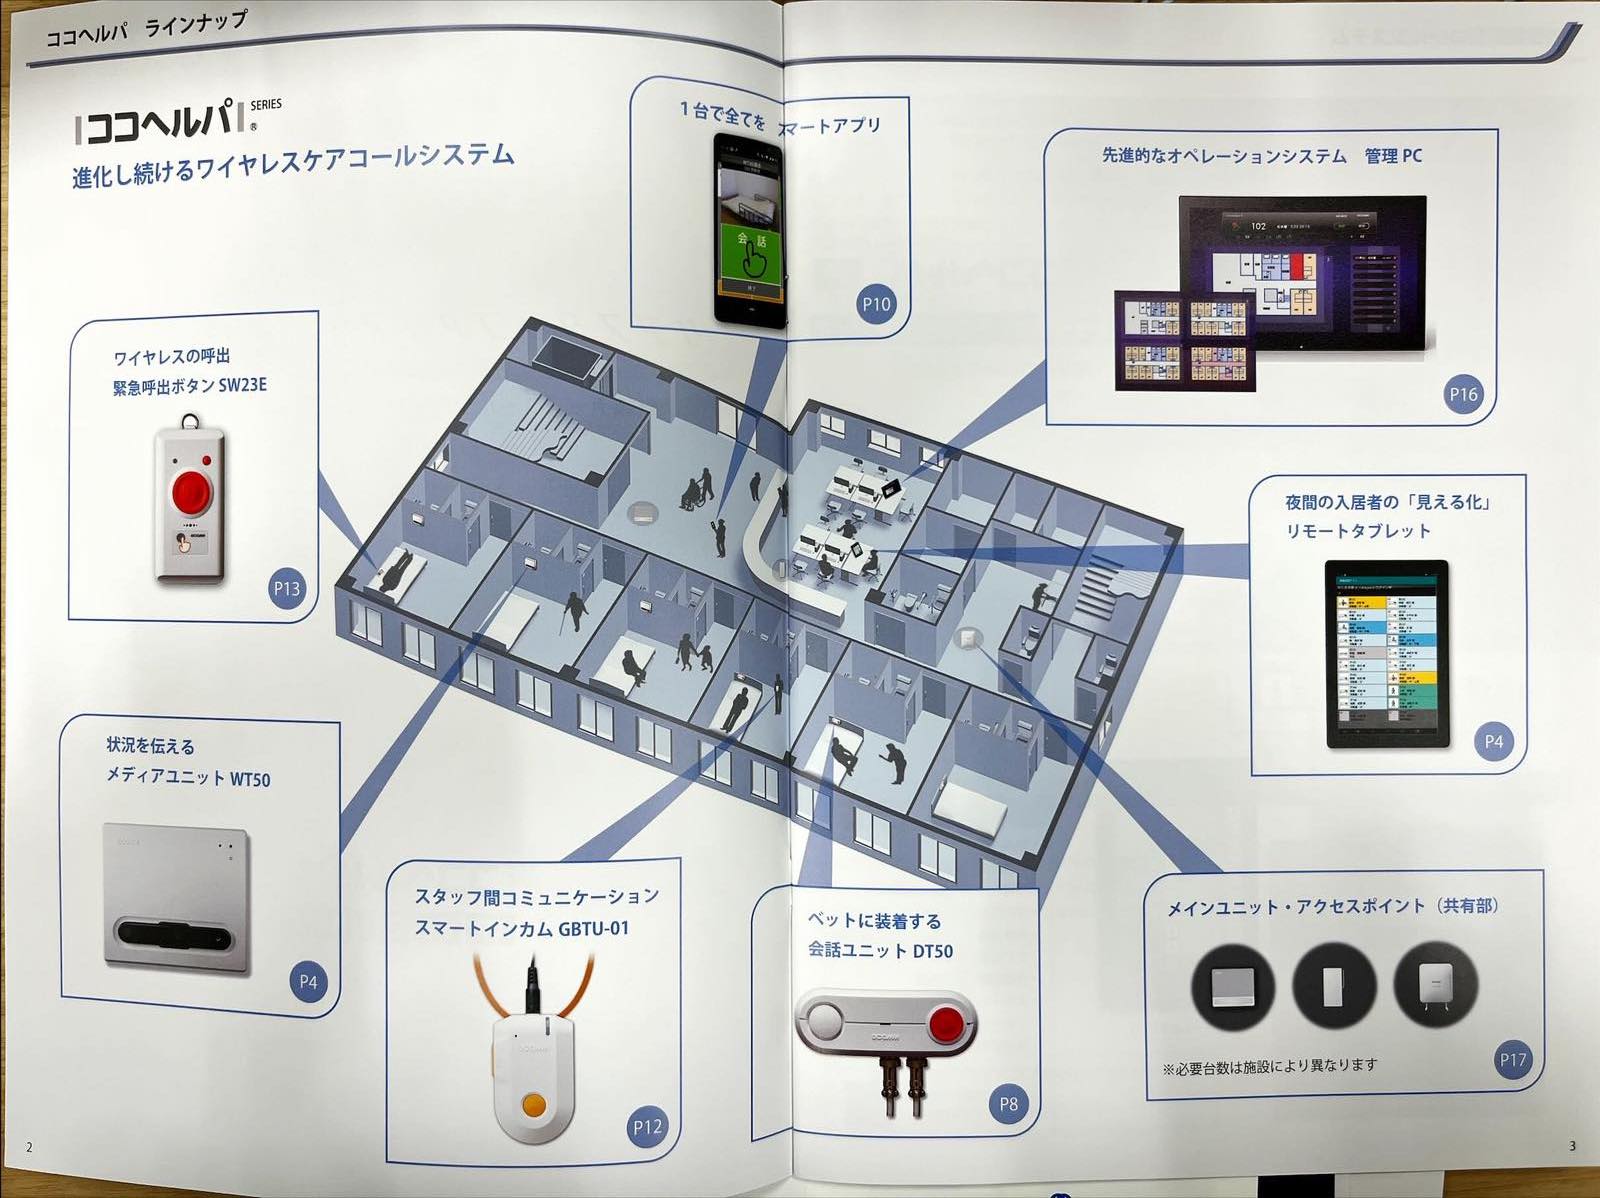 ココヘルパ ラインナップ
ココヘルパ SERIES
®
進化し続けるワイヤレスケアコールシステム
1台で全てを スマートアプリ
会話
終了
P10
先進的なオペレーションシステム 管理 PC
102
P16
ワイヤレスの呼出
緊急呼出ボタン SW23E
P13
夜間の入居者の「見える化」
リモートタブレット
P4
状況を伝える
メディアユニット WT50
P4
スタッフ間コミュニケーション
スマートインカム GBTU-01
P12
ベットに装着する
会話ユニット DT50
P8
メインユニット・アクセスポイント（共有部）
※必要台数は施設により異なります
P17
2
3